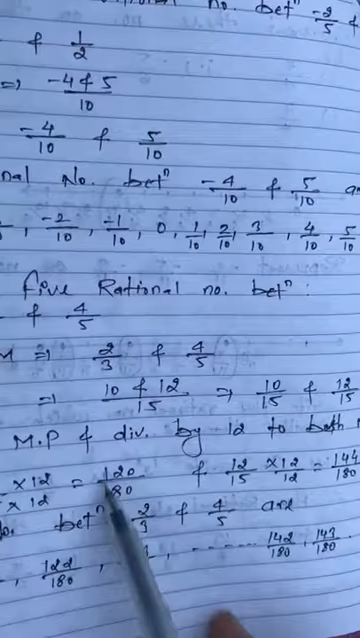 no. betⁿ -2/5 &
& 1/2
=> -4 & 5/10
-4/10 & 5/10
nal No. betⁿ -4/10 & 5/10 a
, -2/10, -1/10, 0, 1/10, 2/10, 3/10, 4/10, 5/10
Five Rational no. betⁿ :
& 4/5
M => 2/3 & 4/5
=> 10 & 12/15 => 10/15 & 12/15
M.P & div. by 12 to both
×12/×12 = 120/180 & 12/15 ×12/12 = 144/180
betⁿ 2/3 & 4/5 are
, 122/180, ------ 142/180, 143/180